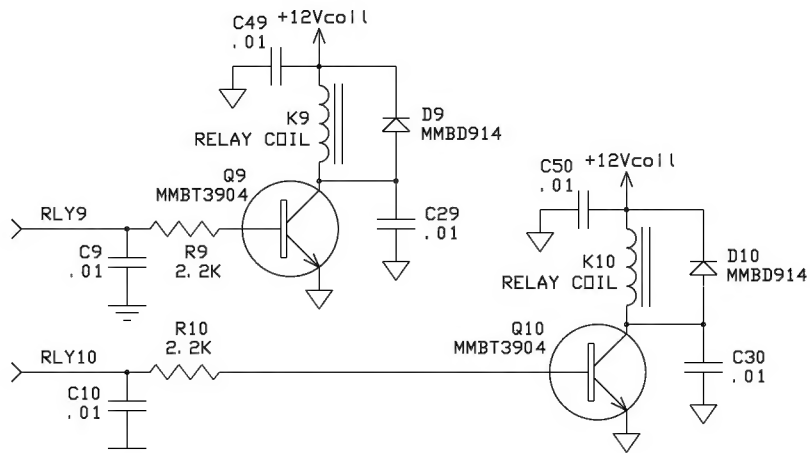 C49
.01
+12Vcoil
K9
RELAY COIL
D9
MMBD914
Q9
MMBT3904
C29
.01
RLY9
C9
.01
R9
2.2K
C50
.01
+12Vcoil
K10
RELAY COIL
D10
MMBD914
Q10
MMBT3904
C30
.01
RLY10
R10
2.2K
C10
.01